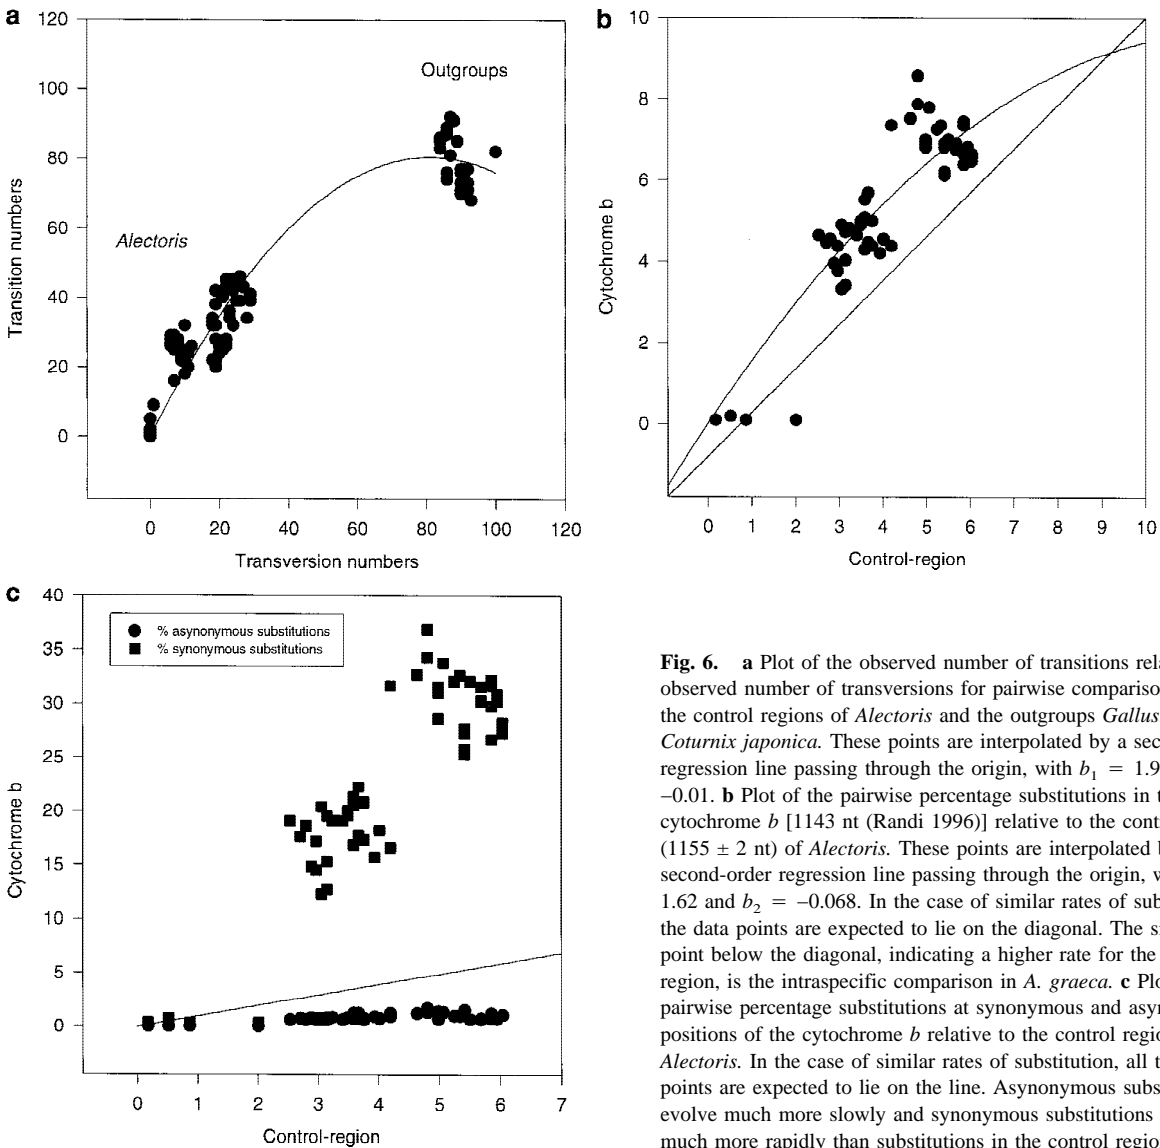 a
120
100
80
60
40
20
0
Transition numbers
Outgroups
Alectoris
0 20 40 60 80 100 120
Transversion numbers
b
10
8
6
4
2
0
Cytochrome b
0 1 2 3 4 5 6 7 8 9 10
Control-region
c
40
35
30
25
20
15
10
5
0
Cytochrome b
% asynonymous substitutions
% synonymous substitutions
0 1 2 3 4 5 6 7
Control-region
Fig. 6. a Plot of the observed number of transitions rela
observed number of transversions for pairwise compariso
the control regions of Alectoris and the outgroups Gallus
Coturnix japonica. These points are interpolated by a sec
regression line passing through the origin, with b1 = 1.9
–0.01. b Plot of the pairwise percentage substitutions in t
cytochrome b [1143 nt (Randi 1996)] relative to the cont
(1155 ± 2 nt) of Alectoris. These points are interpolated b
second-order regression line passing through the origin, w
1.62 and b2 = –0.068. In the case of similar rates of sub
the data points are expected to lie on the diagonal. The si
point below the diagonal, indicating a higher rate for the
region, is the intraspecific comparison in A. graeca. c Plo
pairwise percentage substitutions at synonymous and asyn
positions of the cytochrome b relative to the control regio
Alectoris. In the case of similar rates of substitution, all t
points are expected to lie on the line. Asynonymous subs
evolve much more slowly and synonymous substitutions
much more rapidly than substitutions in the control region